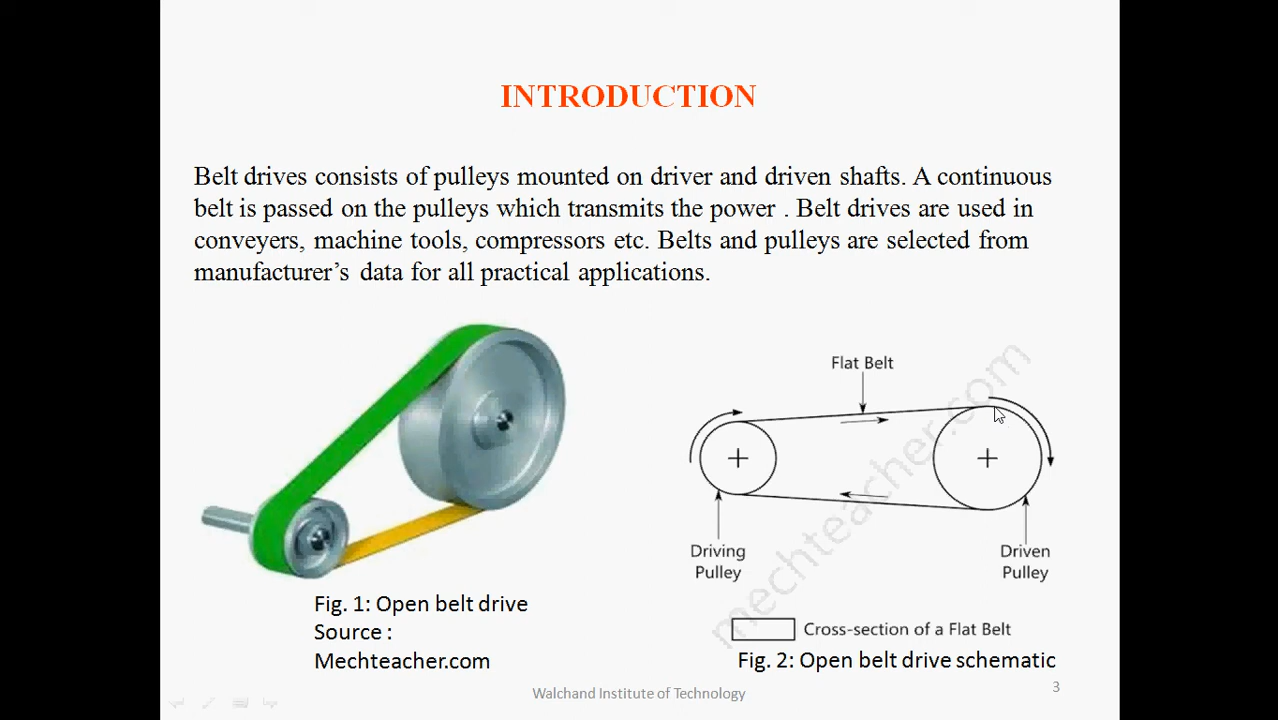 INTRODUCTION
Belt drives consists of pulleys mounted on driver and driven shafts. A continuous
belt is passed on the pulleys which transmits the power . Belt drives are used in
conveyers, machine tools, compressors etc. Belts and pulleys are selected from
manufacturer’s data for all practical applications.
Flat Belt
Driving
Pulley
Driven
Pulley
mechteacher.com
Cross-section of a Flat Belt
Fig. 1: Open belt drive
Source :
Mechteacher.com
Fig. 2: Open belt drive schematic
Walchand Institute of Technology
3